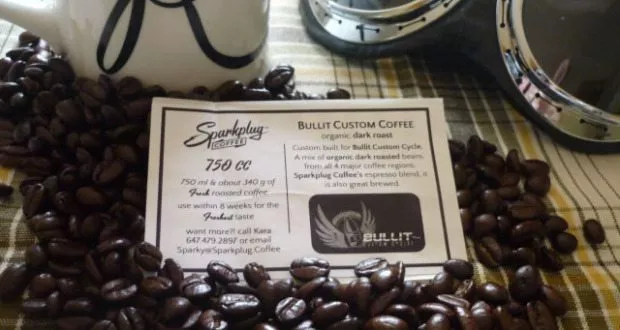 R
Sparkplug
COFFEE
750 CC
750 ml & about 340 g of
Fresh roasted coffee
use within 8 weeks for the
Freshest taste
want more?! call Kara
647.479.2897 or email
Sparky@Sparkplug.Coffee
BULLIT CUSTOM COFFEE
organic dark roast
Custom built for Bullit Custom Cycle.
A mix of organic dark roasted beans
from all 4 major coffee regions.
Sparkplug Coffee's espresso blend, it
is also great brewed.
BULLIT